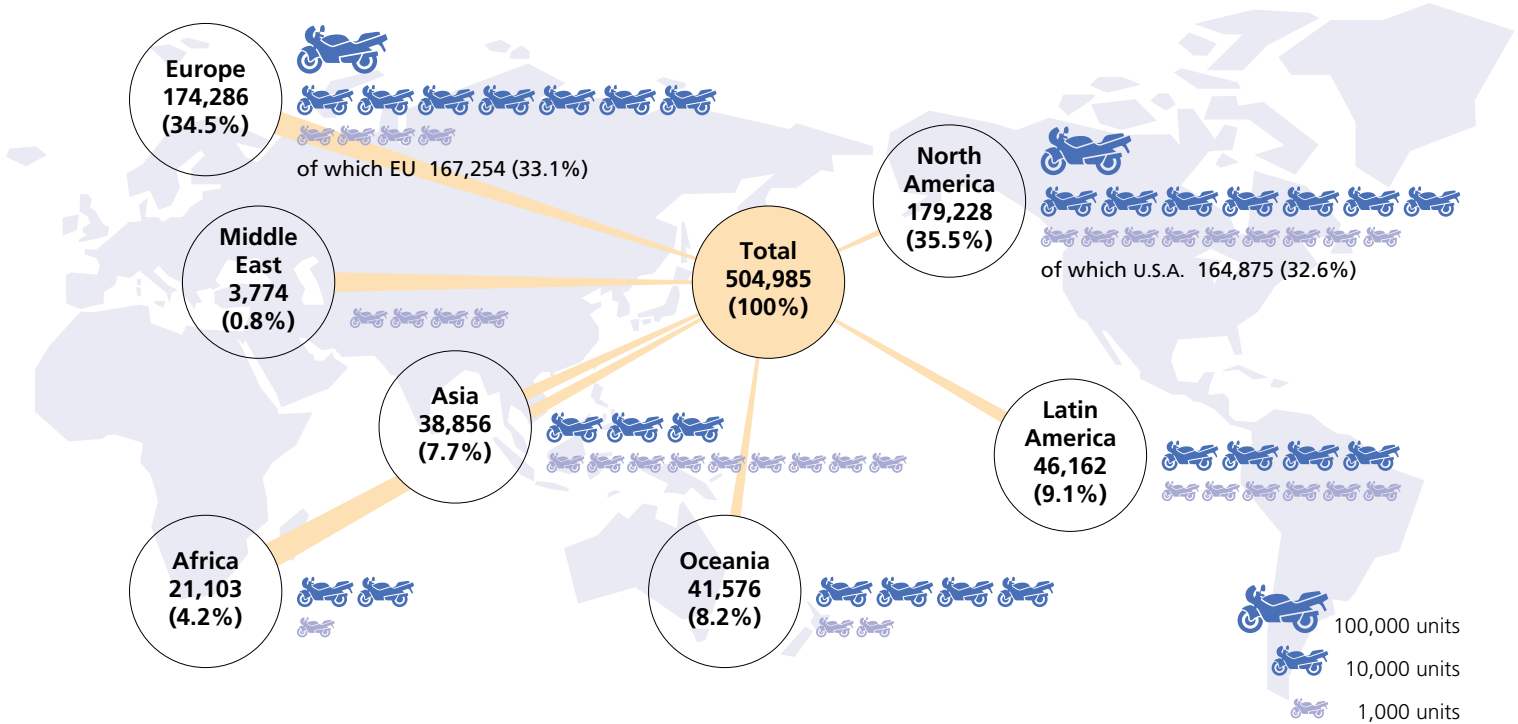 Europe
174,286
(34.5%)
of which EU 167,254 (33.1%)
North
America
179,228
(35.5%)
of which U.S.A. 164,875 (32.6%)
Middle
East
3,774
(0.8%)
Total
504,985
(100%)
Asia
38,856
(7.7%)
Latin
America
46,162
(9.1%)
Africa
21,103
(4.2%)
Oceania
41,576
(8.2%)
100,000 units
10,000 units
1,000 units